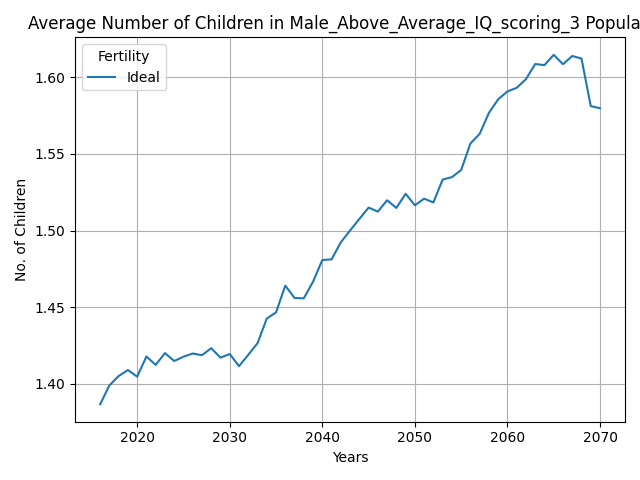 Average Number of Children in Male_Above_Average_IQ_scoring_3 Popula
Fertility
Ideal
No. of Children
1.60
1.55
1.50
1.45
1.40
2020 2030 2040 2050 2060 2070
Years